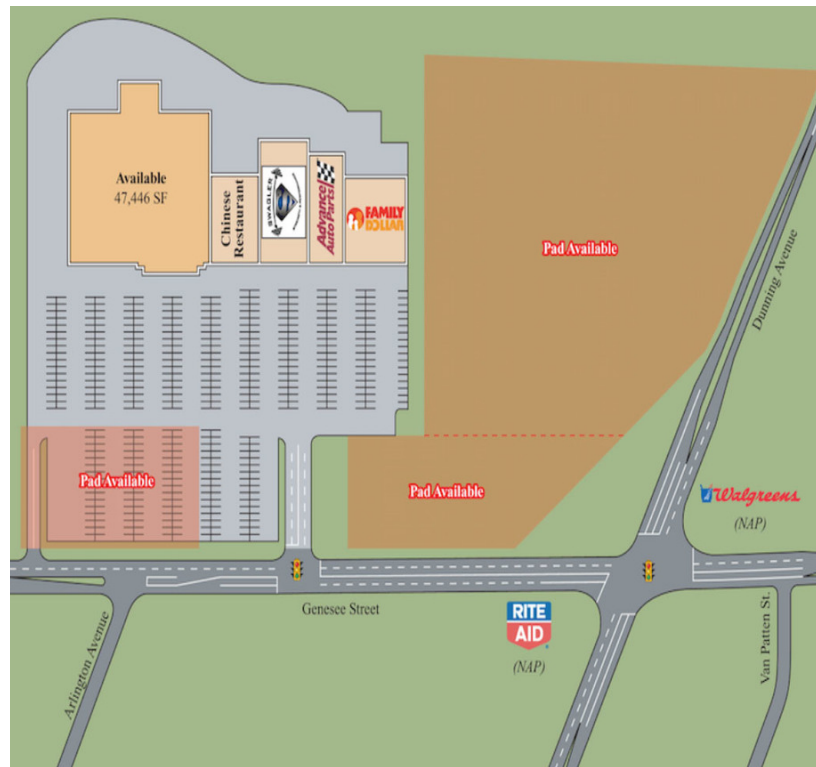 Available
47,446 SF
Chinese
Restaurant
SWAGLER
Advance
Auto Parts
FAMILY
DOLLAR
Pad Available
Dunning Avenue
Pad Available
Pad Available
Walgreens
(NAP)
Genesee Street
RITE
AID
(NAP)
Arlington Avenue
Van Patten St.